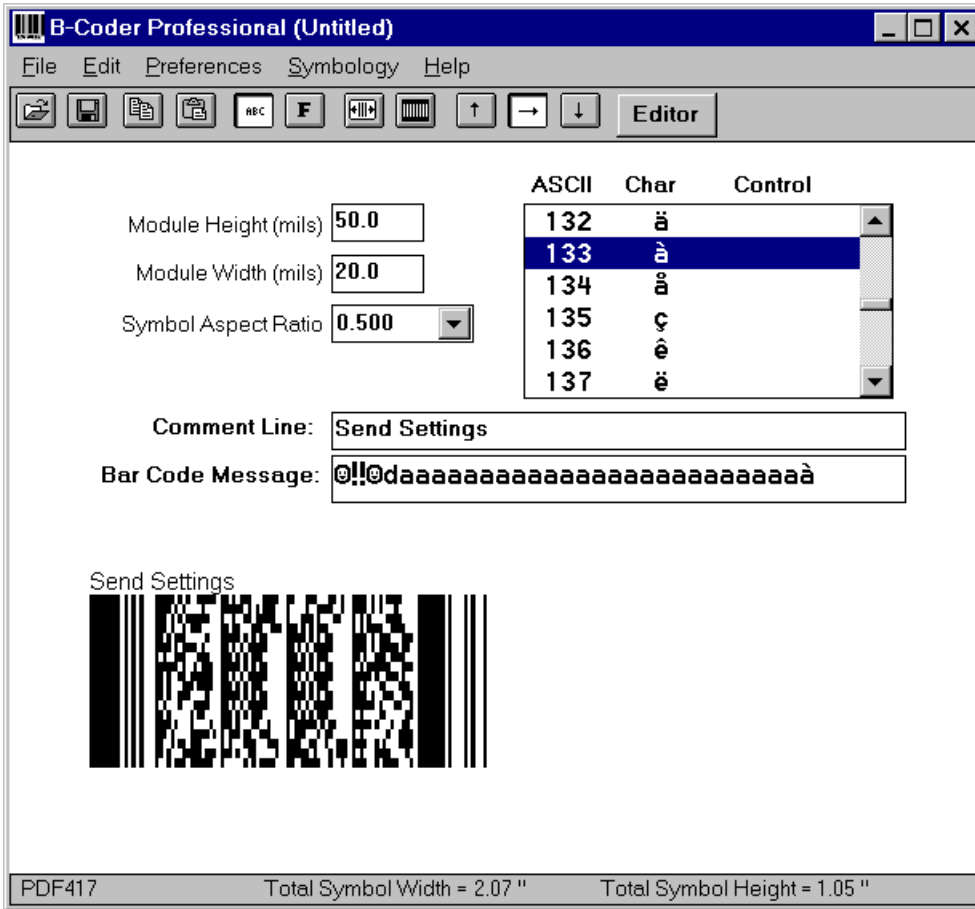 B-Coder Professional (Untitled)
File Edit Preferences Symbology Help
ABC F Editor
ASCII Char Control
132 ä
133 à
134 å
135 ç
136 ê
137 ë
Module Height (mils) 50.0
Module Width (mils) 20.0
Symbol Aspect Ratio 0.500
Comment Line: Send Settings
Bar Code Message: ☺‼☺daaaaaaaaaaaaaaaaaaaaaaaaaà
Send Settings
PDF417 Total Symbol Width = 2.07 " Total Symbol Height = 1.05 "